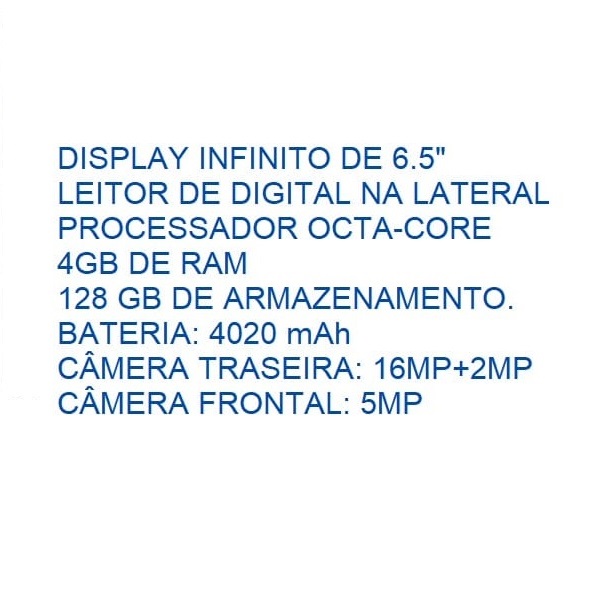 DISPLAY INFINITO DE 6.5"
LEITOR DE DIGITAL NA LATERAL
PROCESSADOR OCTA-CORE
4GB DE RAM
128 GB DE ARMAZENAMENTO.
BATERIA: 4020 mAh
CÂMERA TRASEIRA: 16MP+2MP
CÂMERA FRONTAL: 5MP